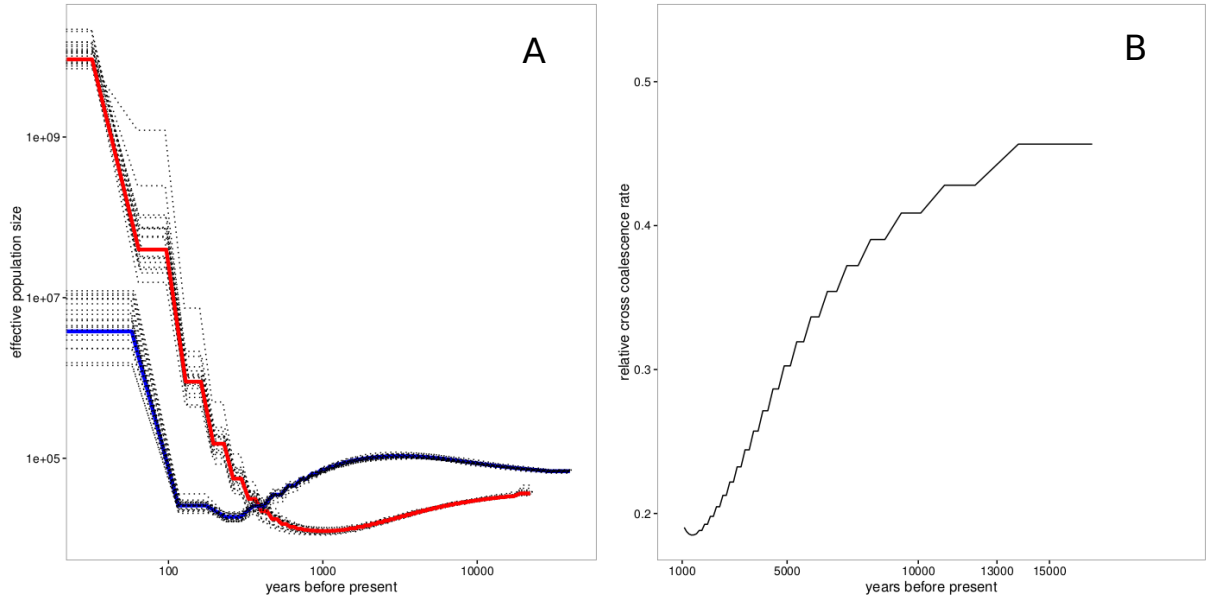 A
effective population size
1e+09
1e+07
1e+05
100
1000
10000
years before present
B
relative cross coalescence rate
0.5
0.4
0.3
0.2
1000
5000
10000
13000
15000
years before present